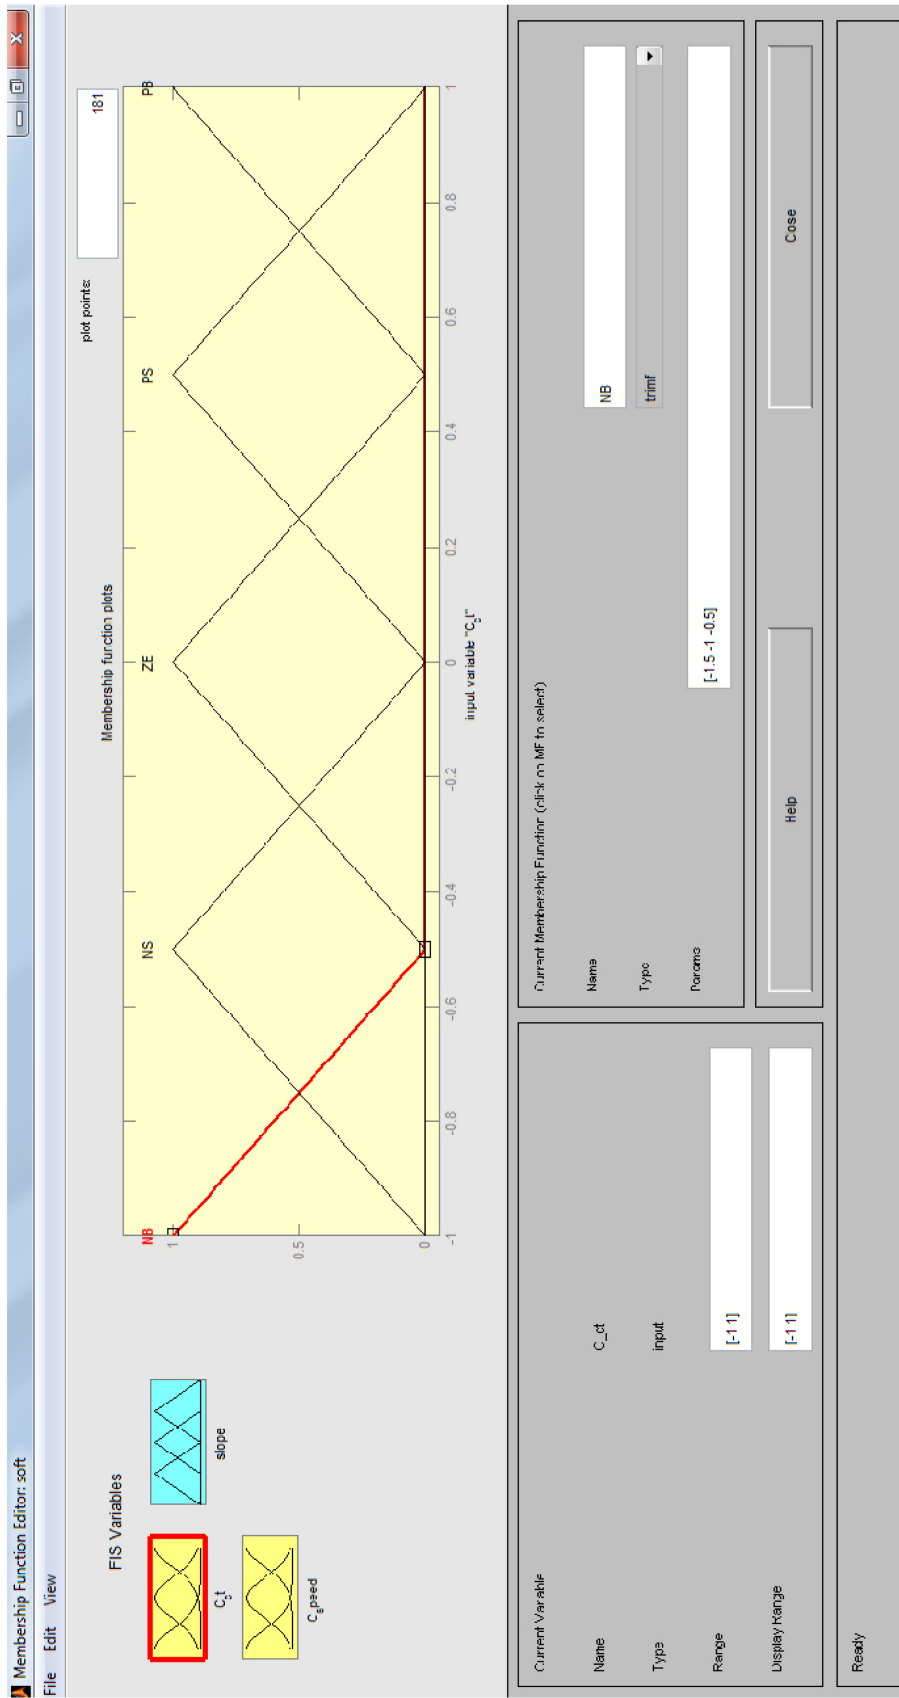 Membership Function Editor: soft
File Edit View
FIS Variables
Membership function plots
plot points:
181
C_ct
slope
C_speed
NB
NS
ZE
PS
PB
1
0.5
0
-1
-0.8
-0.6
-0.4
-0.2
0
0.2
0.4
0.6
0.8
1
input variable "C_ct"
Current Variable
Name
C_ct
Type
input
Range
[-1 1]
Display Range
[-1 1]
Current Membership Function (click on MF to select)
Name
NB
Type
trimf
Params
[-1.5 -1 -0.5]
Help
Close
Ready